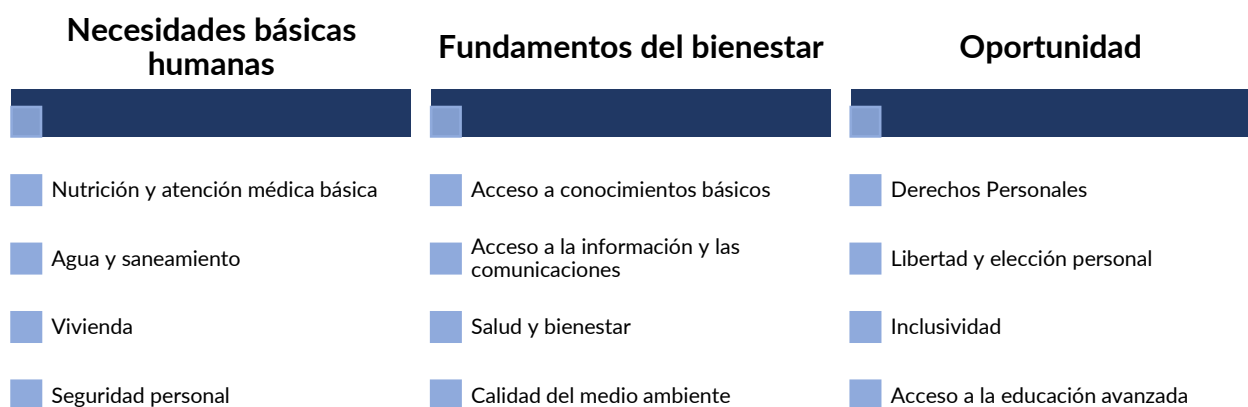 Necesidades básicas
humanas
Nutrición y atención médica básica
Agua y saneamiento
Vivienda
Seguridad personal
Fundamentos del bienestar
Acceso a conocimientos básicos
Acceso a la información y las
comunicaciones
Salud y bienestar
Calidad del medio ambiente
Oportunidad
Derechos Personales
Libertad y elección personal
Inclusividad
Acceso a la educación avanzada